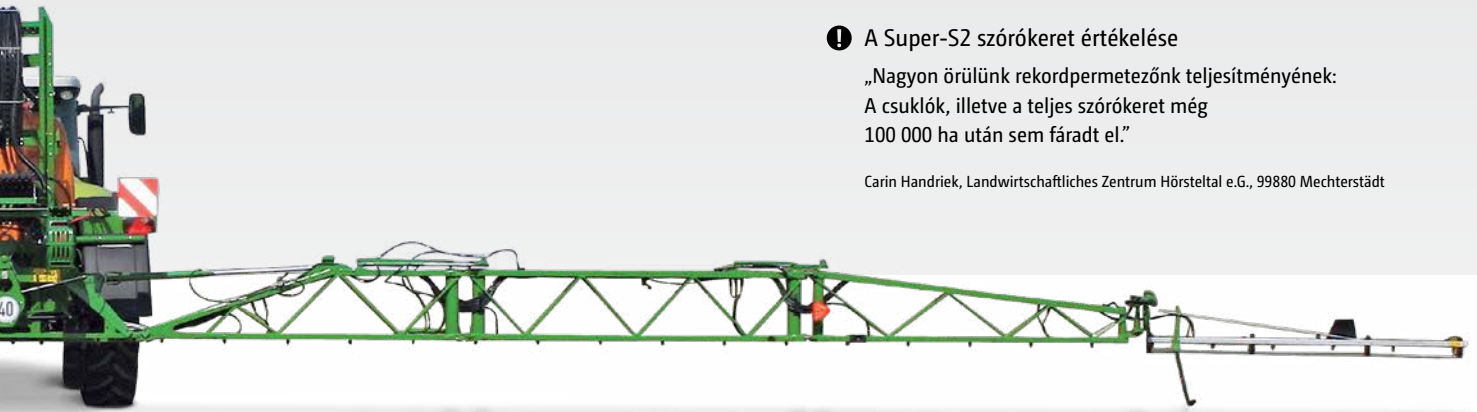 A Super-S2 szórókeret értékelése
„Nagyon örülünk rekordpermetezőnk teljesítményének:
A csuklók, illetve a teljes szórókeret még
100 000 ha után sem fáradt el.”
Carin Handriek, Landwirtschaftliches Zentrum Hörsteltal e.G., 99880 Mechterstädt
40